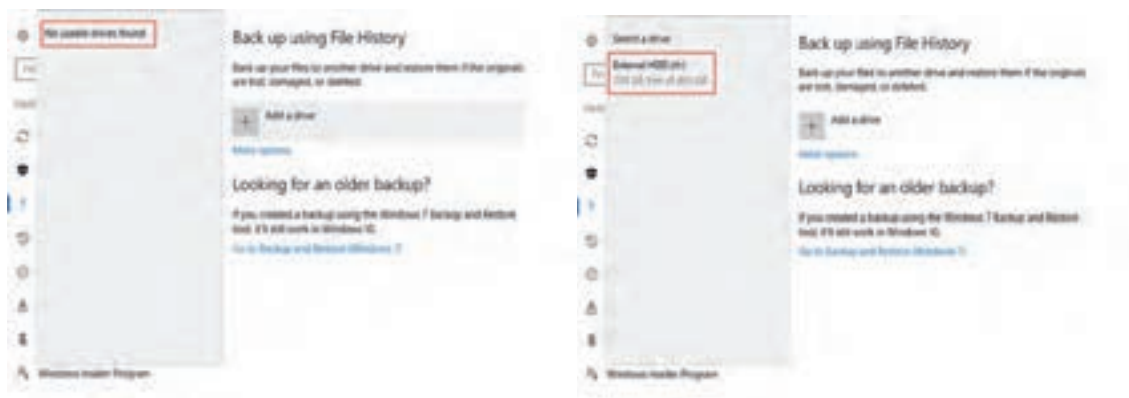 No usable drives found
Back up using File History
Back up your files to another drive and restore them if the originals
are lost, damaged, or deleted.
Add a drive
More options
Looking for an older backup?
If you created a backup using the Windows 7 Backup and Restore
tool, it'll still work in Windows 10.
Go to Backup and Restore (Windows 7)
Windows Insider Program
Select a drive
External HDD
Back up using File History
Back up your files to another drive and restore them if the originals
are lost, damaged, or deleted.
Add a drive
More options
Looking for an older backup?
If you created a backup using the Windows 7 Backup and Restore
tool, it'll still work in Windows 10.
Go to Backup and Restore (Windows 7)
Windows Insider Program